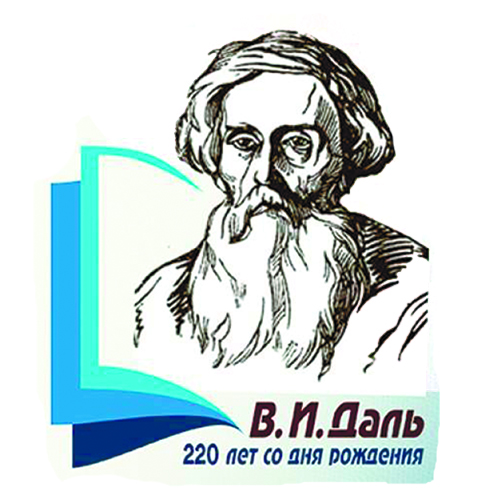 В. И. Даль
220 лет со дня рождения